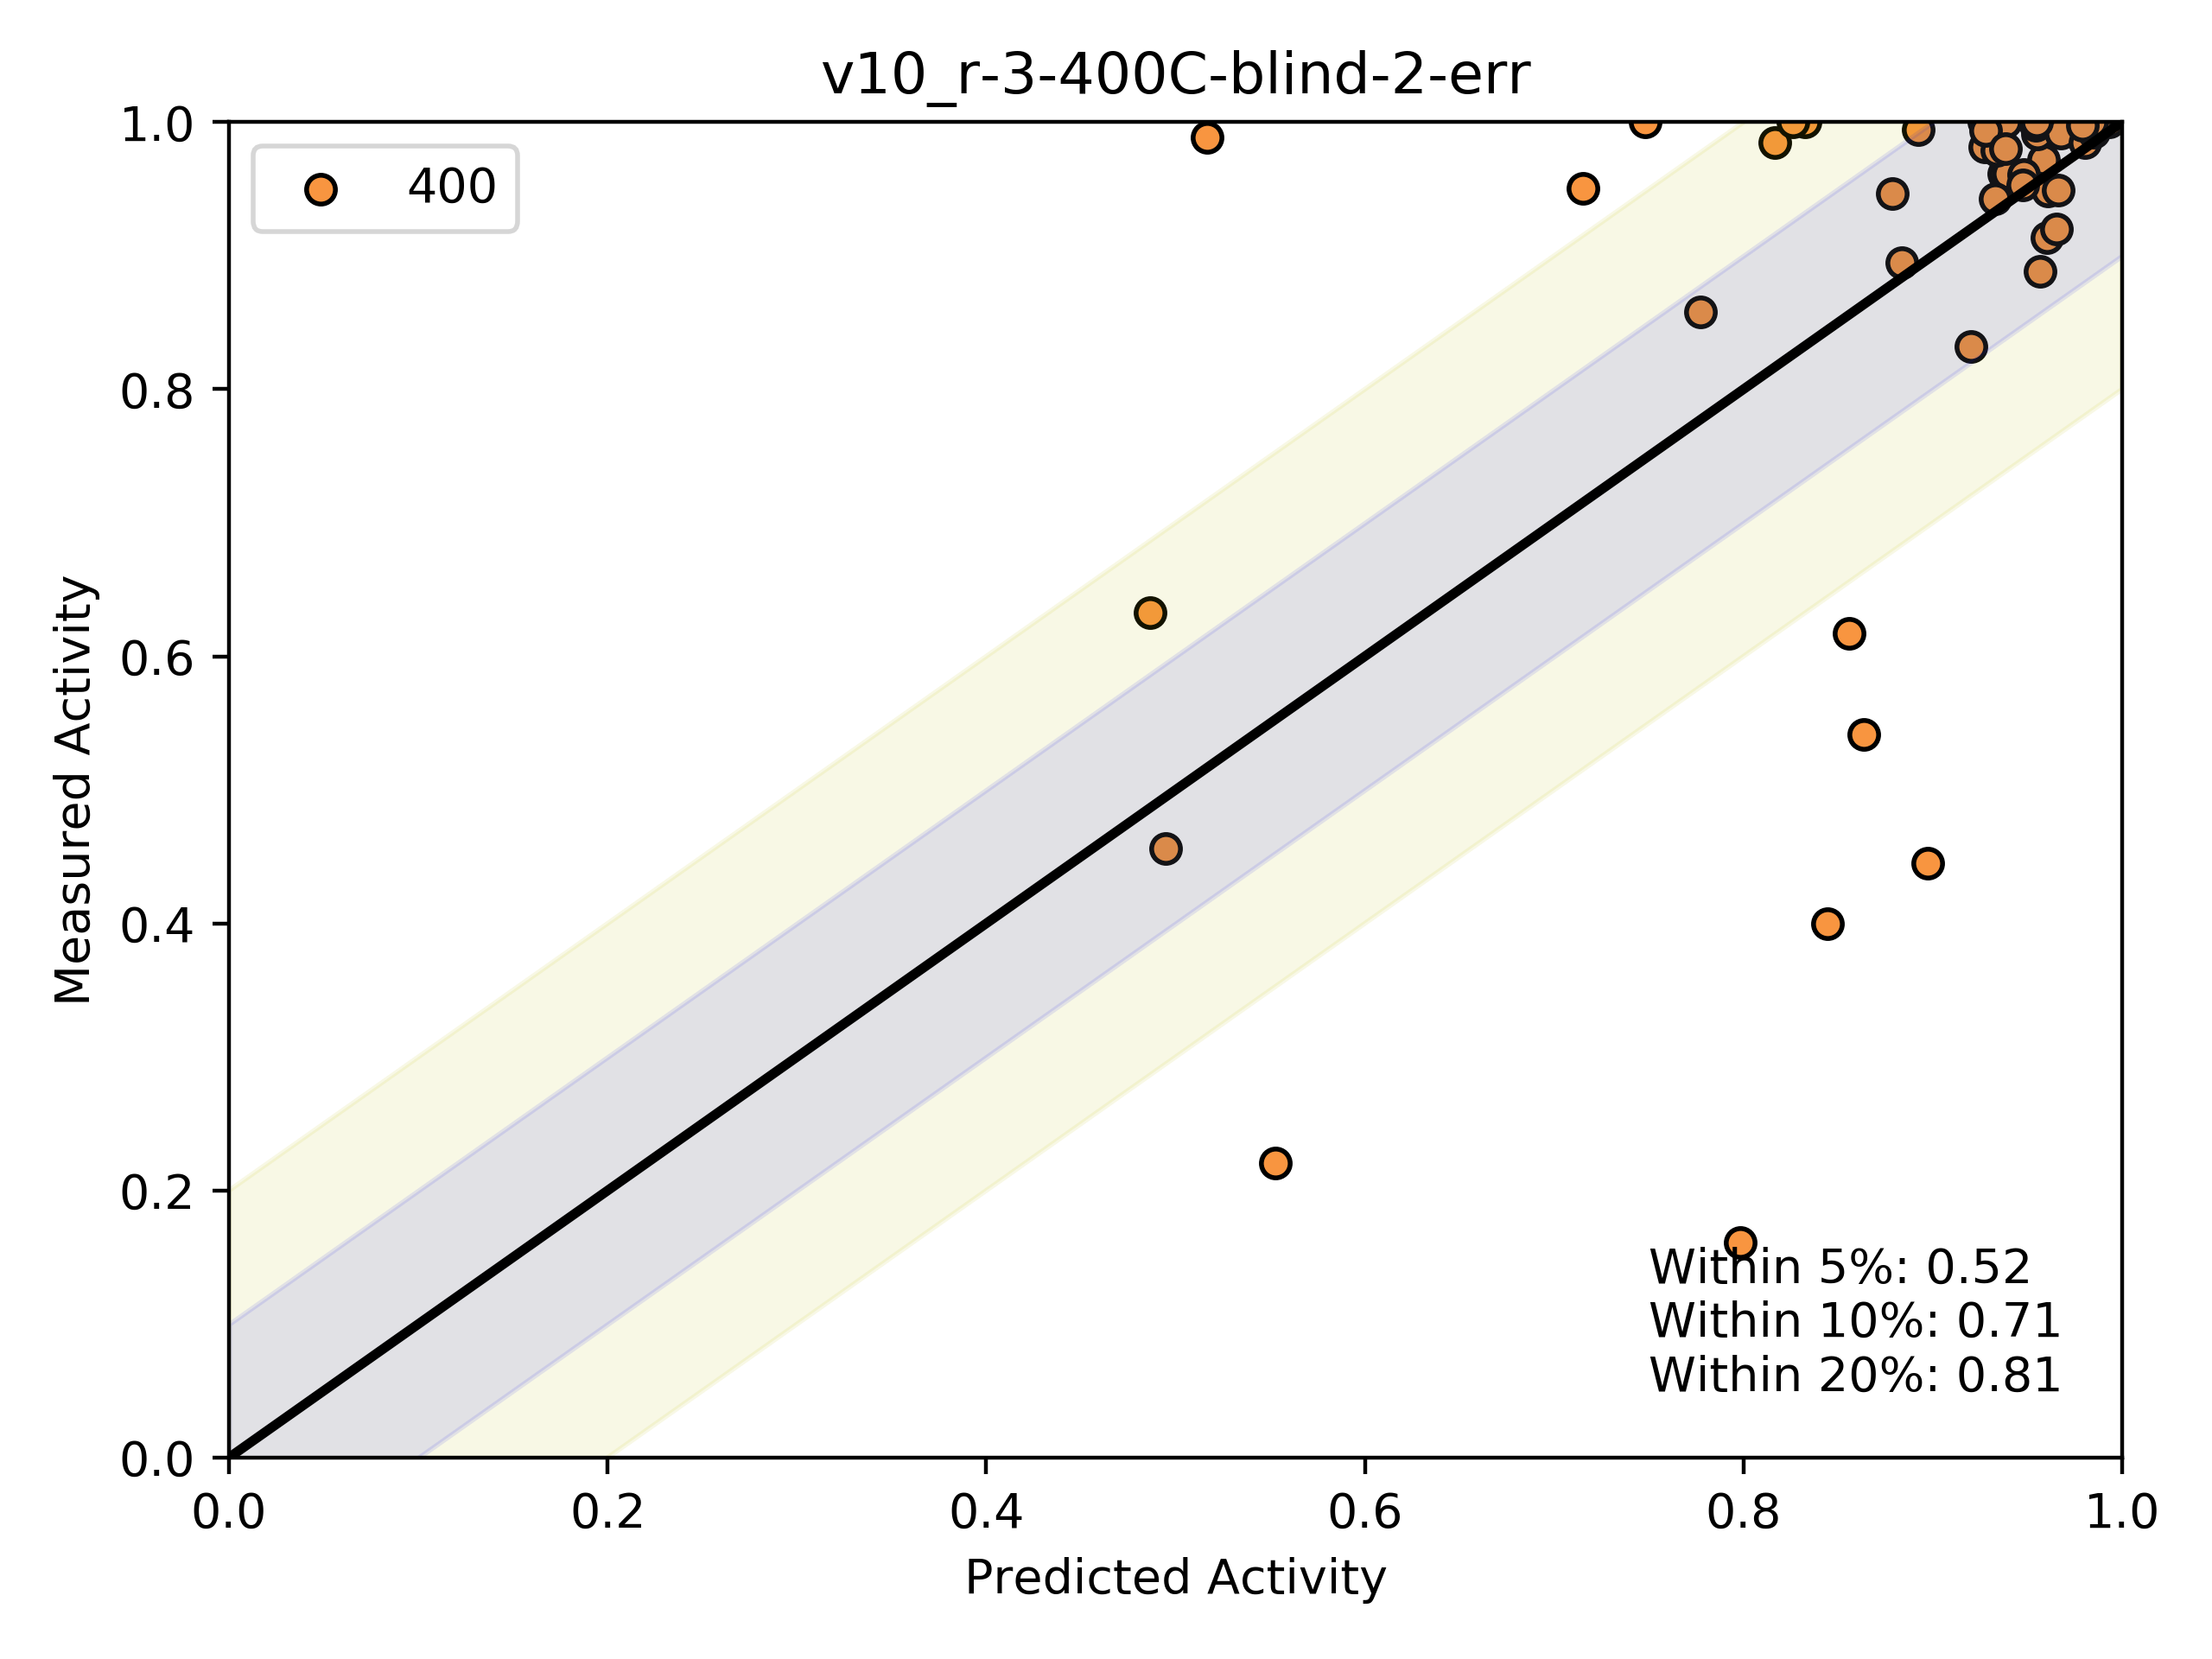 v10_r-3-400C-blind-2-err
1.0
0.8
0.6
0.4
0.2
0.0
Measured Activity
400
Within 5%: 0.52
Within 10%: 0.71
Within 20%: 0.81
0.0 0.2 0.4 0.6 0.8 1.0
Predicted Activity